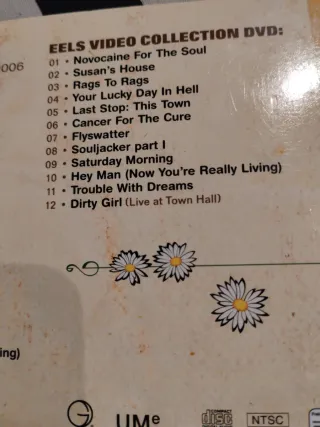 EELS VIDEO COLLECTION DVD:
006
01 • Novocaine For The Soul
02 • Susan's House
03 • Rags To Rags
04 • Your Lucky Day In Hell
05 • Last Stop: This Town
06 • Cancer For The Cure
07 • Flyswatter
08 • Souljacker part I
09 • Saturday Morning
10 • Hey Man (Now You're Really Living)
11 • Trouble With Dreams
12 • Dirty Girl (Live at Town Hall)
ing)
G
UMe
COMPACT
disc
NTSC